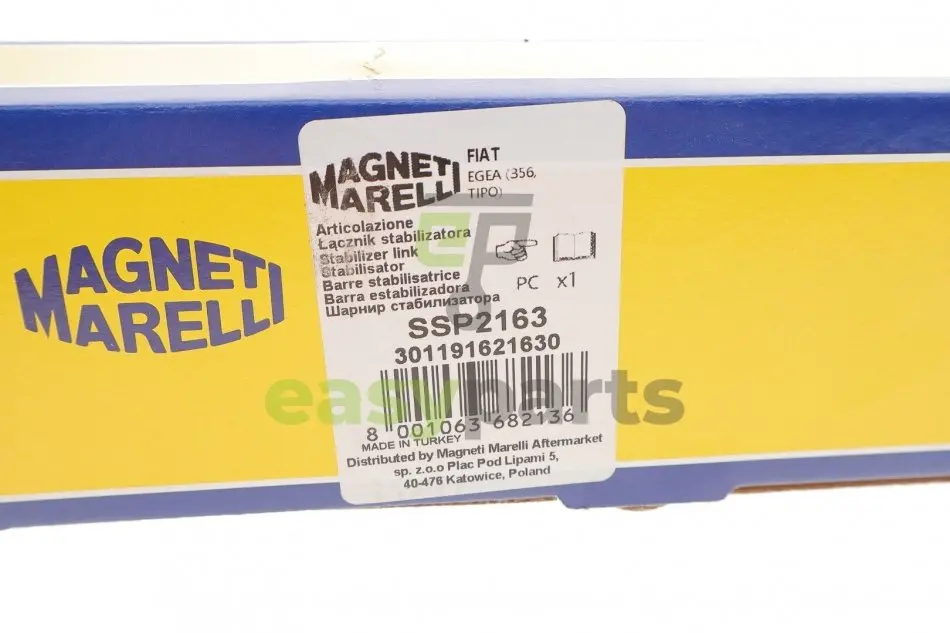 MAGNETI
MARELLI
MAGNETI
MARELLI
FIAT
EGEA (356,
TIPO)
Articolazione
Łącznik stabilizatora
Stabilizer link
Stabilisator
Barre stabilisatrice
Barra estabilizadora
Шарнир стабилизатора
PC x1
SSP2163
301191621630
8 001063 682136
MADE IN TURKEY
Distributed by Magneti Marelli Aftermarket
sp. z.o.o Plac Pod Lipami 5,
40-476 Katowice, Poland
easyparts